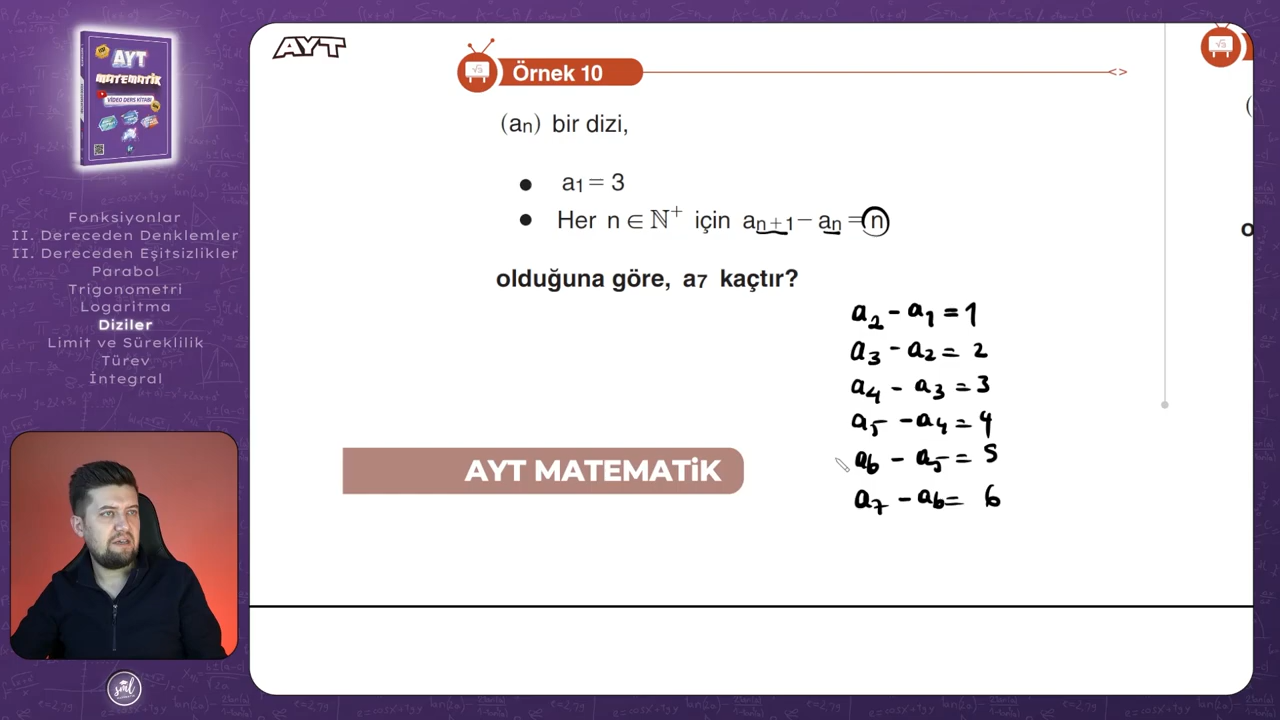 AYT
MATEMATİK
VİDEO DERS KİTABI
Fonksiyonlar
II. Dereceden Denklemler
II. Dereceden Eşitsizlikler
Parabol
Trigonometri
Logaritma
Diziler
Limit ve Süreklilik
Türev
İntegral
sml
AYT
Örnek 10
(an) bir dizi,
● a1 = 3
● Her n ∈ ℕ⁺ için an+1 − an = n
olduğuna göre, a7 kaçtır?
a2 - a1 = 1
a3 - a2 = 2
a4 - a3 = 3
a5 - a4 = 4
a6 - a5 = 5
a7 - a6 = 6
AYT MATEMATİK